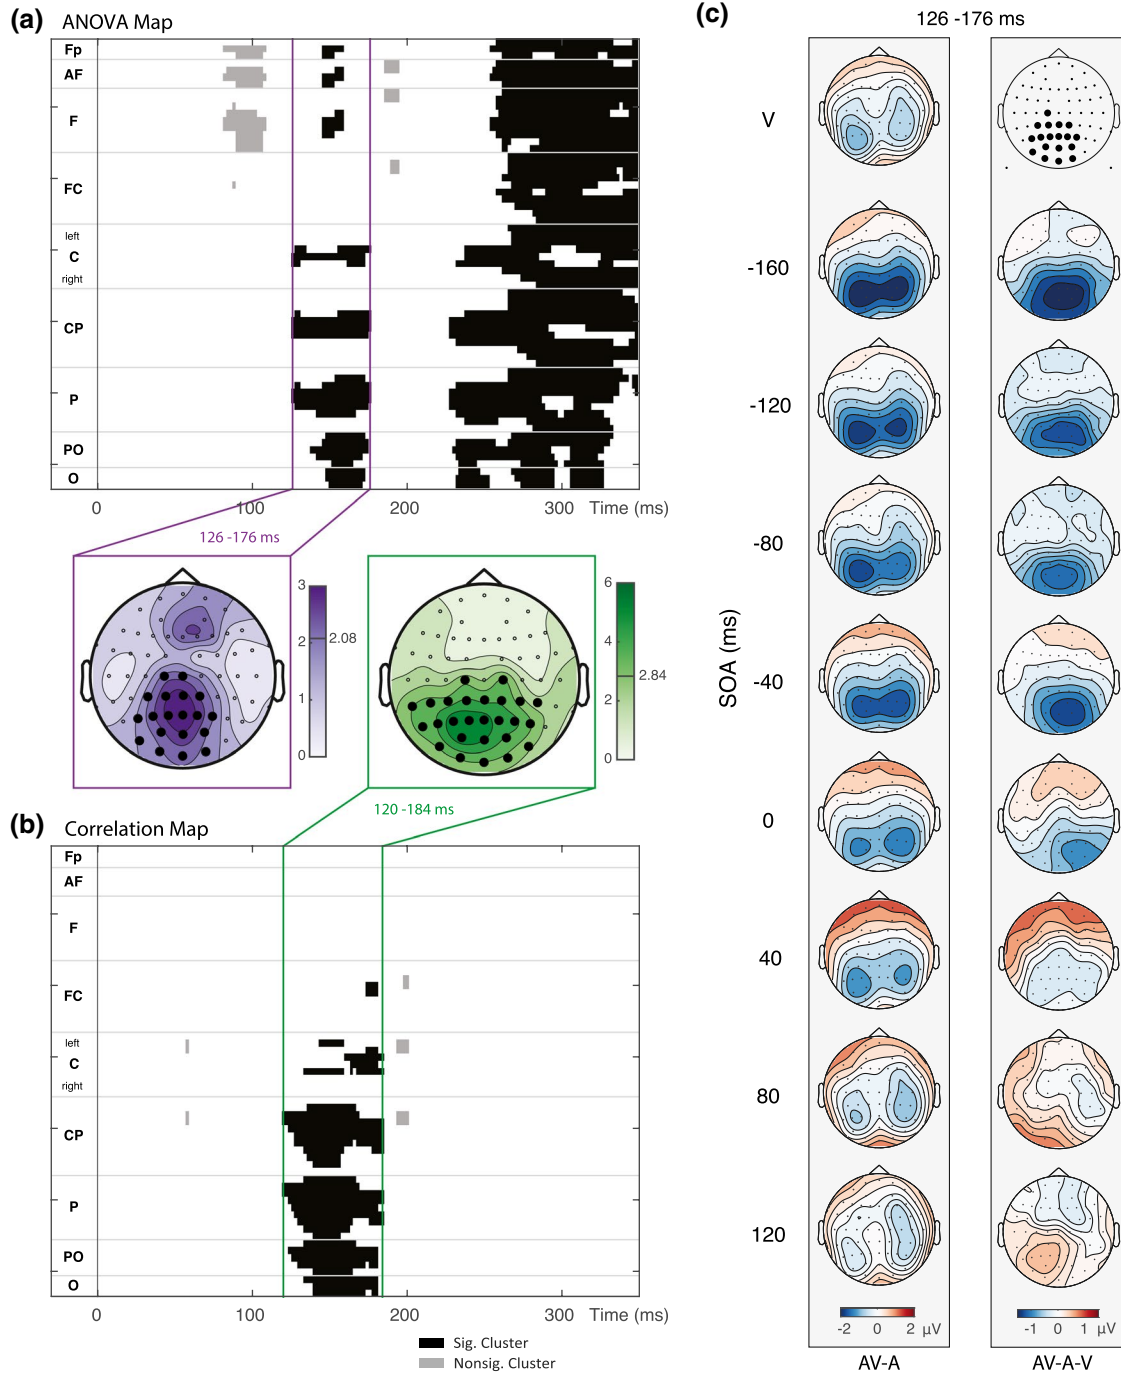 (a) ANOVA Map
Fp
AF
F
FC
left
C
right
CP
P
PO
O
0 100 200 300 Time (ms)
126 -176 ms
3
2
1
0
2.08
6
4
2
0
2.84
120 -184 ms
(b) Correlation Map
Fp
AF
F
FC
left
C
right
CP
P
PO
O
0 100 200 300 Time (ms)
Sig. Cluster
Nonsig. Cluster
(c)
126 -176 ms
SOA (ms)
V
-160
-120
-80
-40
0
40
80
120
-2 0 2 µV
-1 0 1 µV
AV-A
AV-A-V